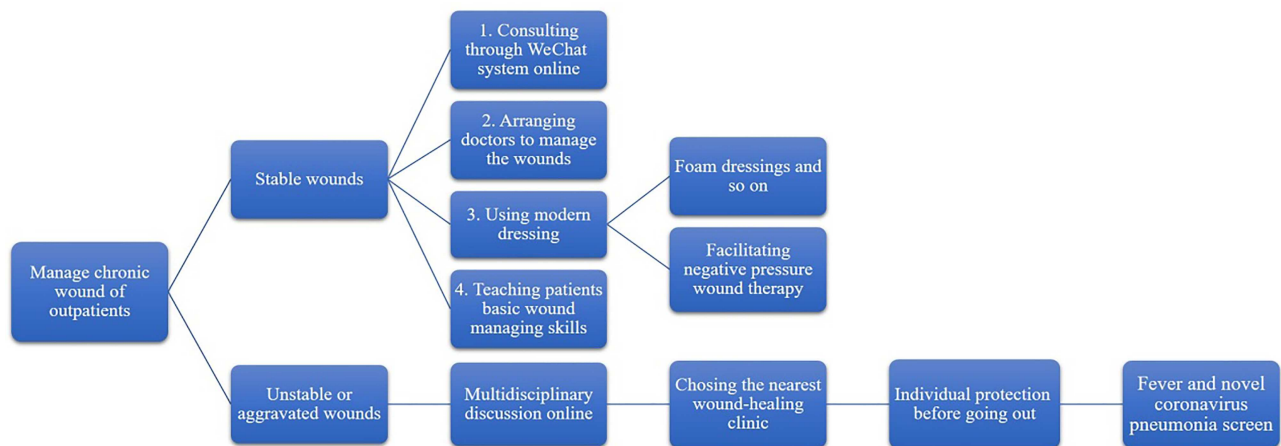 Manage chronic
wound of
outpatients
Stable wounds
1. Consulting
through WeChat
system online
2. Arranging
doctors to manage
the wounds
3. Using modern
dressing
4. Teaching patients
basic wound
managing skills
Foam dressings and
so on
Facilitating
negative pressure
wound therapy
Unstable or
aggravated wounds
Multidisciplinary
discussion online
Chosing the nearest
wound-healing
clinic
Individual protection
before going out
Fever and novel
coronavirus
pneumonia screen